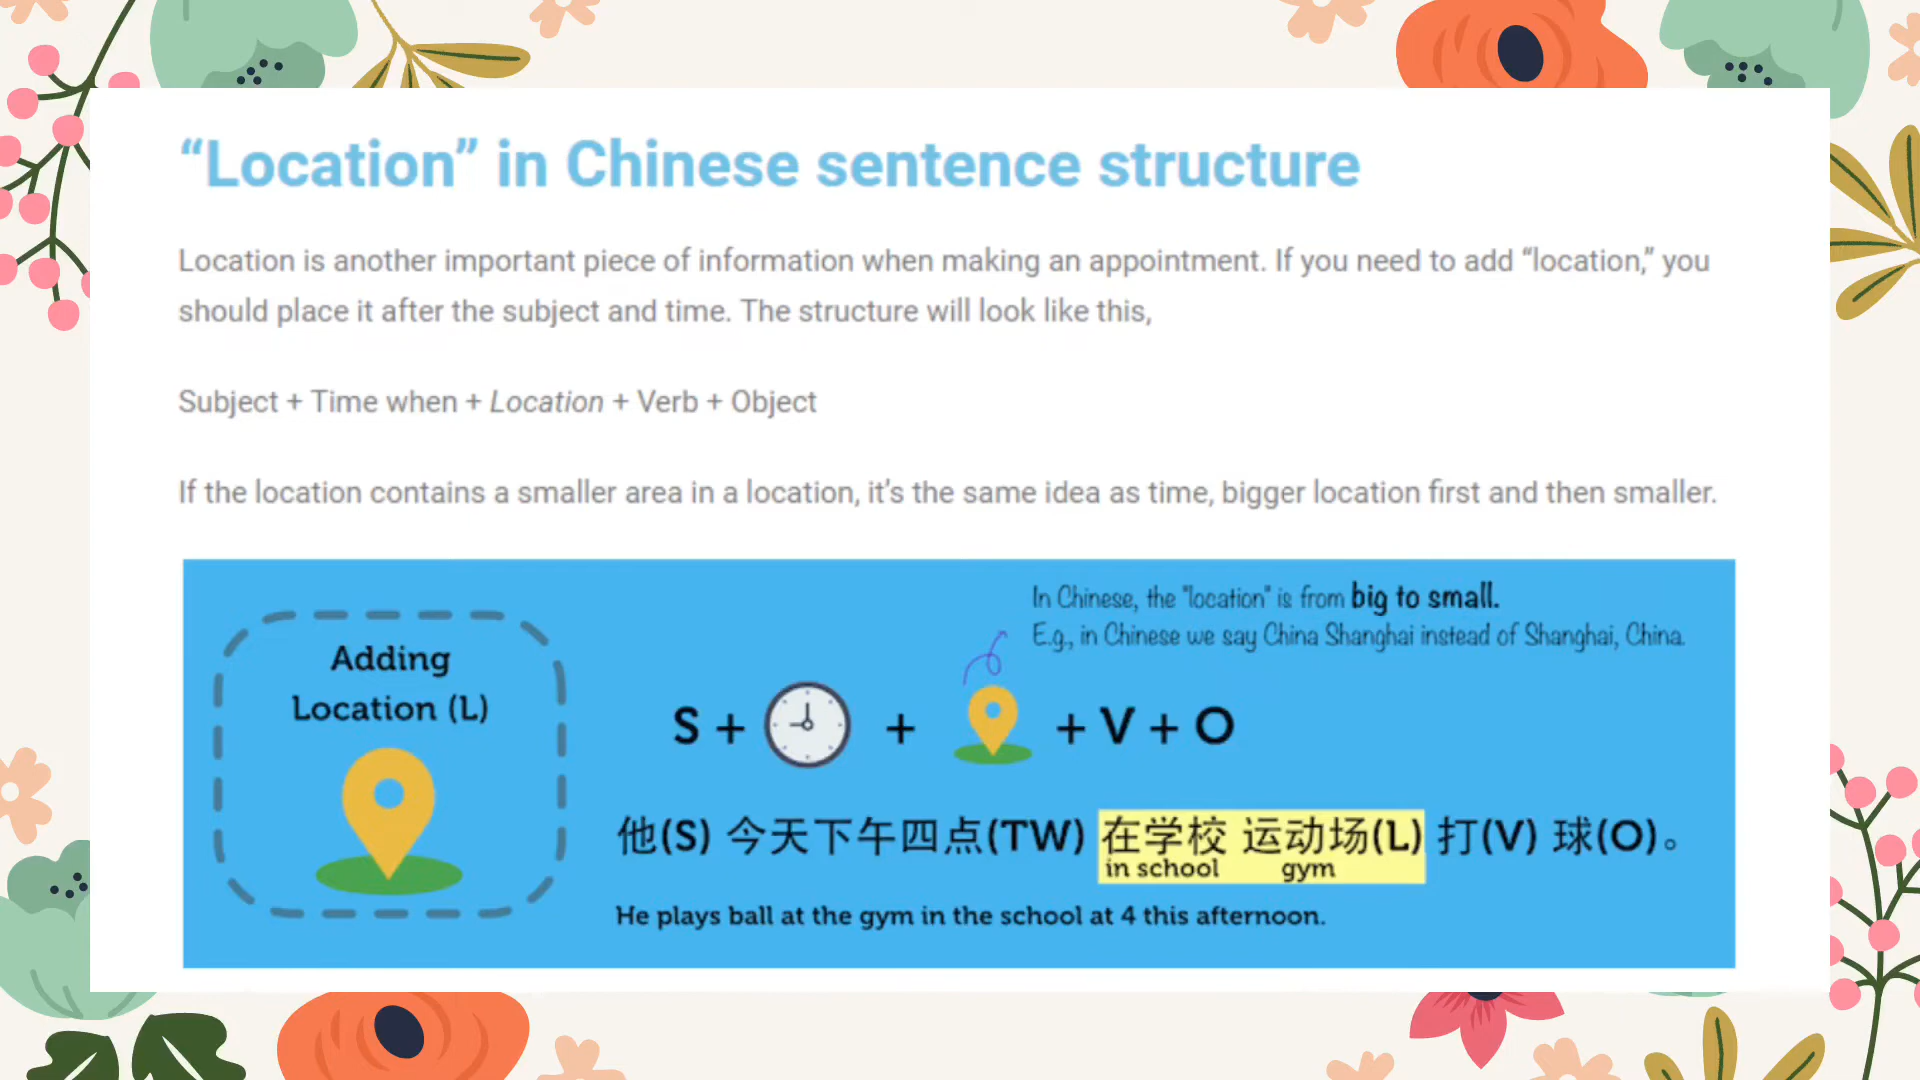 “Location” in Chinese sentence structure
Location is another important piece of information when making an appointment. If you need to add “location,” you
should place it after the subject and time. The structure will look like this,
Subject + Time when + Location + Verb + Object
If the location contains a smaller area in a location, it’s the same idea as time, bigger location first and then smaller.
In Chinese, the "location" is from big to small.
E.g., in Chinese we say China Shanghai instead of Shanghai, China.
Adding
Location (L)
S + + + V + O
他(S) 今天下午四点(TW) 在学校 运动场(L) 打(V) 球(O)。
in school gym
He plays ball at the gym in the school at 4 this afternoon.